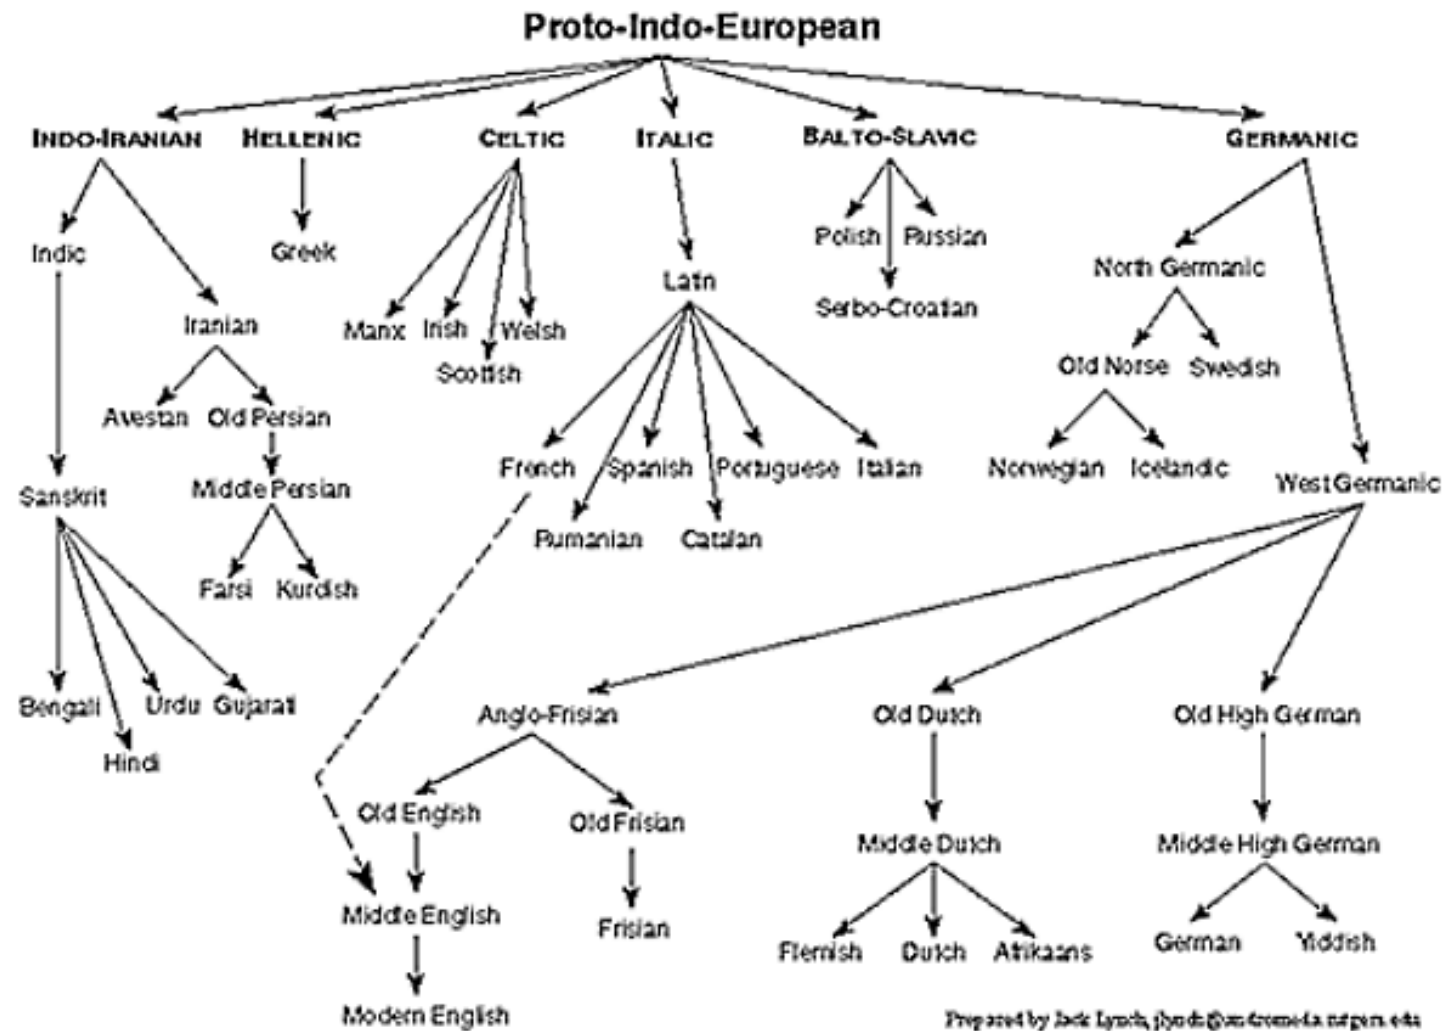 Proto-Indo-European
INDO-IRANIAN HELLENIC CELTIC ITALIC BALTO-SLAVIC GERMANIC
Polish Russian
Indic Greek North Germanic
Latin
Serbo-Croatian
Iranian Manx Irish Welsh
Scottish Old Norse Swedish
Avestan Old Persian
French Spanish Portuguese Italian Norwegian Icelandic
Sanskrit Middle Persian West Germanic
Rumanian Catalan
Farsi Kurdish
Bengali Urdu Gujarati Anglo-Frisian Old Dutch Old High German
Hindi
Old English Old Frisian
Middle Dutch Middle High German
Middle English Frisian
Flemish Dutch Afrikaans German Yiddish
Modern English
Prepared by Jack Lynch, jlynch@andromeda.rutgers.edu